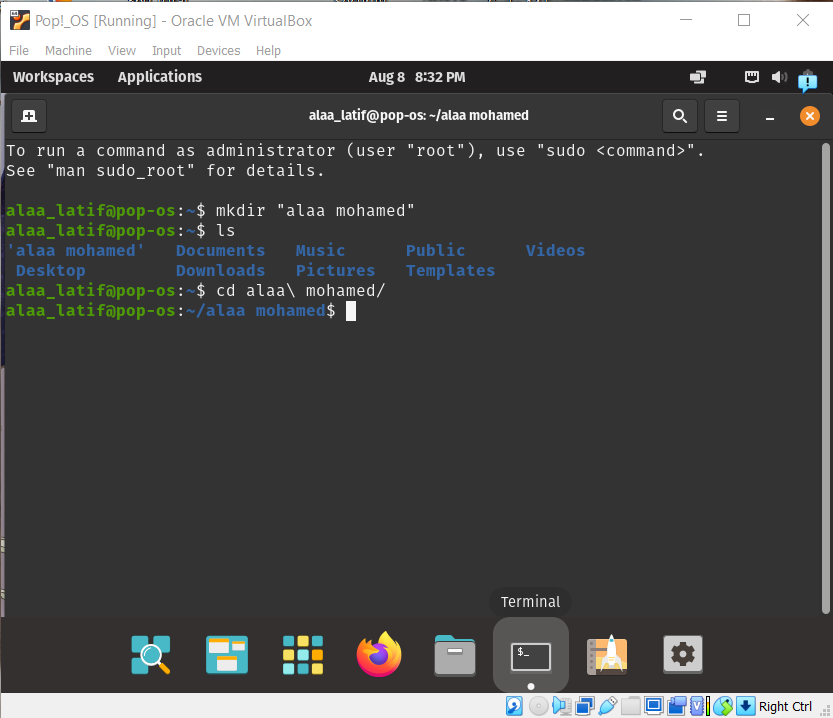 Pop!_OS [Running] - Oracle VM VirtualBox
File Machine View Input Devices Help
Workspaces Applications Aug 8 8:32 PM
alaa_latif@pop-os: ~/alaa mohamed
To run a command as administrator (user "root"), use "sudo <command>".
See "man sudo_root" for details.
alaa_latif@pop-os:~$ mkdir "alaa mohamed"
alaa_latif@pop-os:~$ ls
'alaa mohamed' Documents Music Public Videos
Desktop Downloads Pictures Templates
alaa_latif@pop-os:~$ cd alaa\ mohamed/
alaa_latif@pop-os:~/alaa mohamed$
Terminal
$_
Right Ctrl